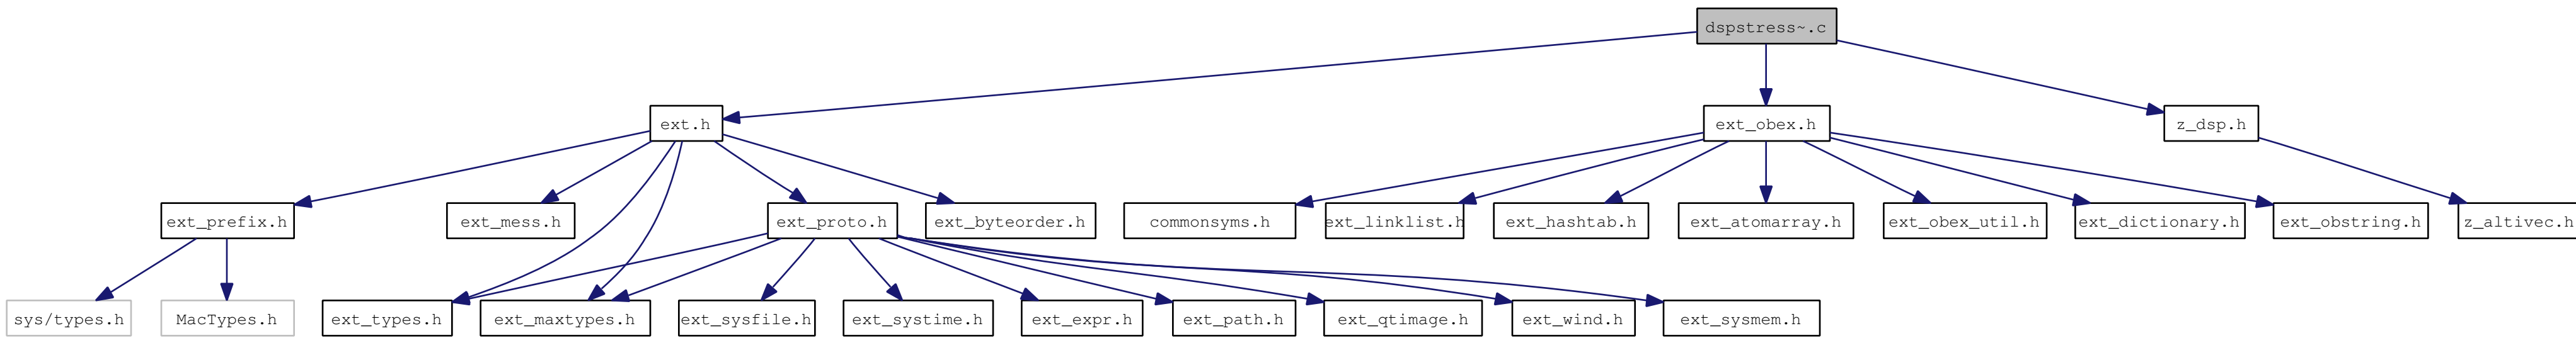 dspstress~.c
ext.h
ext_obex.h
z_dsp.h
ext_prefix.h
ext_mess.h
ext_proto.h
ext_byteorder.h
commonsyms.h
ext_linklist.h
ext_hashtab.h
ext_atomarray.h
ext_obex_util.h
ext_dictionary.h
ext_obstring.h
z_altivec.h
sys/types.h
MacTypes.h
ext_types.h
ext_maxtypes.h
ext_sysfile.h
ext_systime.h
ext_expr.h
ext_path.h
ext_qtimage.h
ext_wind.h
ext_sysmem.h